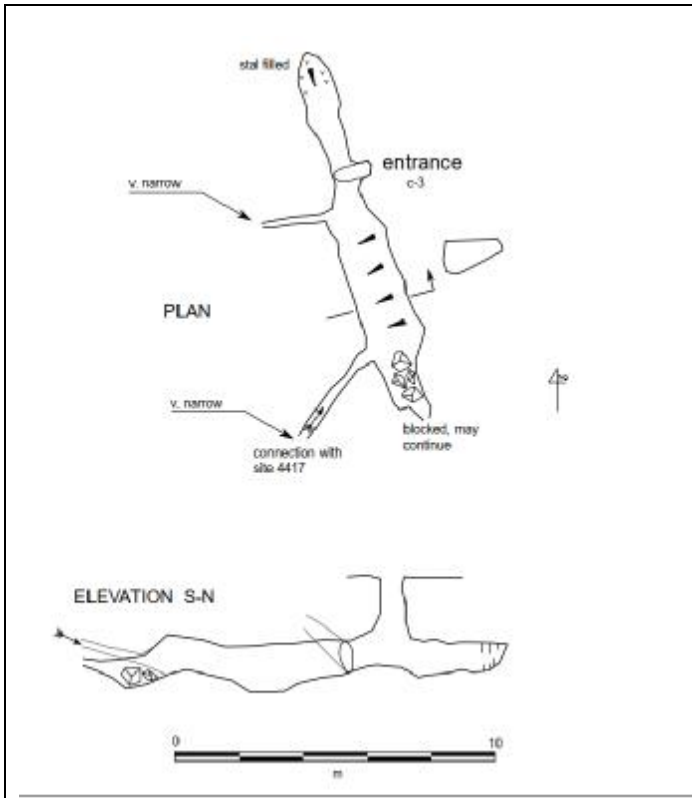 stal filled
entrance
c-3
v. narrow
PLAN
v. narrow
connection with
site 4417
blocked, may
continue
ELEVATION S-N
0 10
m